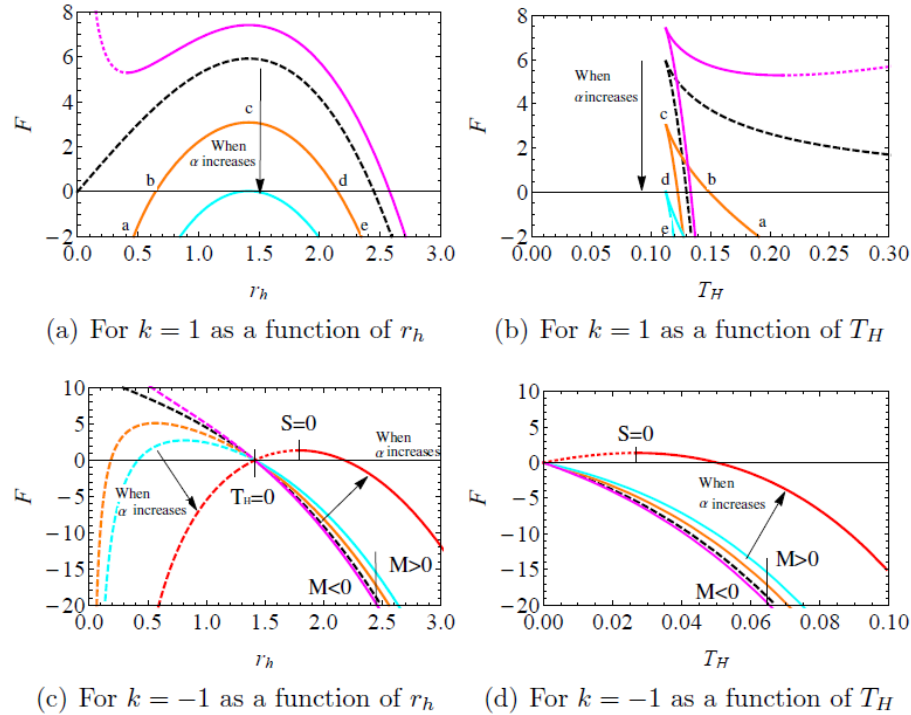 8
6
4
2
0
−2
F
c
b
d
a
e
When
α increases
0.0 0.5 1.0 1.5 2.0 2.5 3.0
r_h
(a) For k = 1 as a function of r_h
8
6
4
2
0
−2
F
When
α increases
c
b
d
a
e
0.00 0.05 0.10 0.15 0.20 0.25 0.30
T_H
(b) For k = 1 as a function of T_H
10
5
0
−5
−10
−15
−20
F
S=0
When
α increases
When
α increases
T_H=0
M>0
M<0
0.0 0.5 1.0 1.5 2.0 2.5 3.0
r_h
(c) For k = −1 as a function of r_h
10
5
0
−5
−10
−15
−20
F
S=0
When
α increases
M>0
M<0
0.00 0.02 0.04 0.06 0.08 0.10
T_H
(d) For k = −1 as a function of T_H